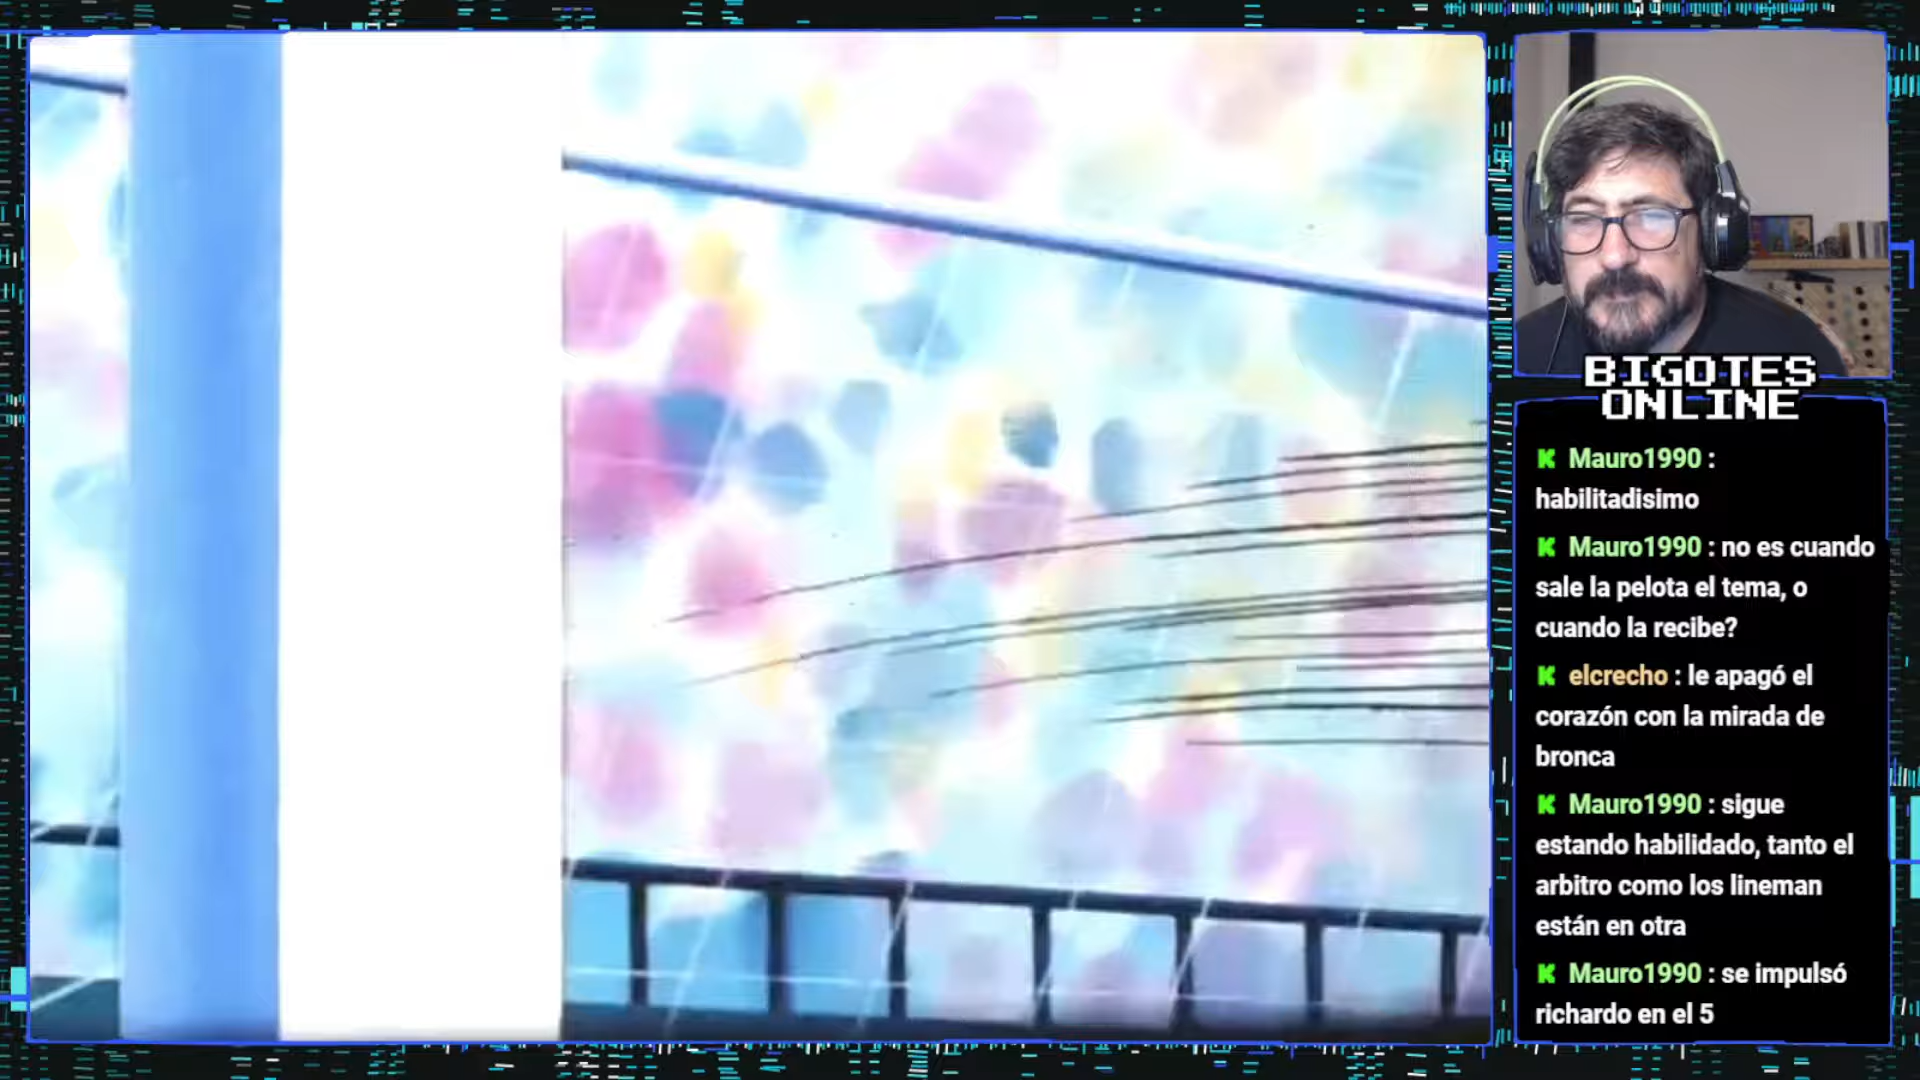 BIGOTES
ONLINE
Mauro1990 :
habilitadisimo
Mauro1990 : no es cuando
sale la pelota el tema, o
cuando la recibe?
elcrecho : le apagó el
corazón con la mirada de
bronca
Mauro1990 : sigue
estando habilidado, tanto el
arbitro como los lineman
están en otra
Mauro1990 : se impulsó
richardo en el 5